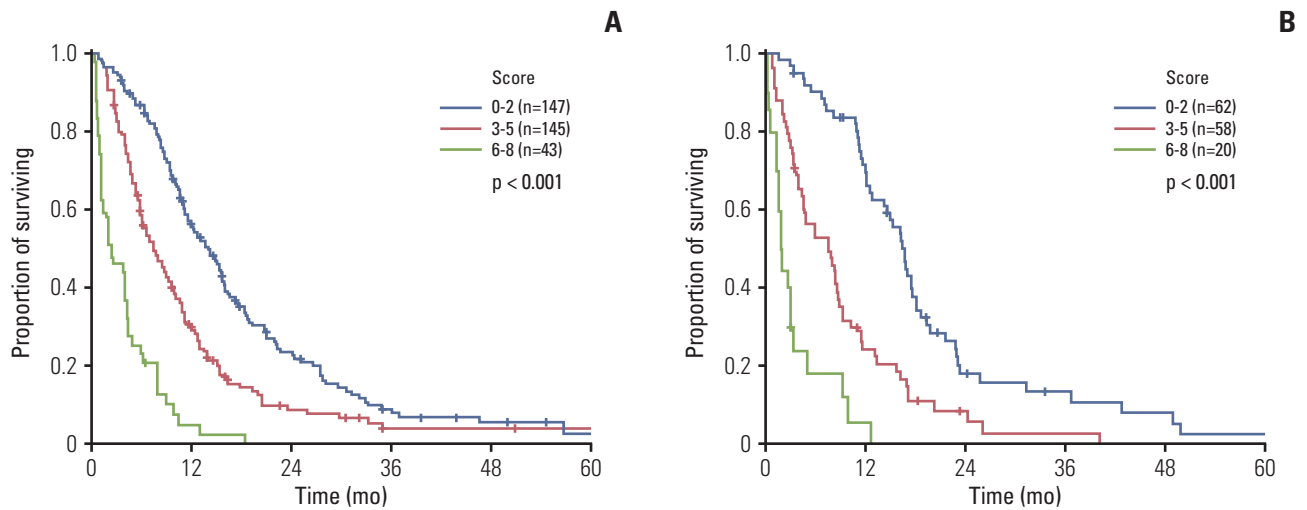 A
Proportion of surviving
1.0
0.8
0.6
0.4
0.2
0
0 12 24 36 48 60
Time (mo)
Score
0-2 (n=147)
3-5 (n=145)
6-8 (n=43)
p < 0.001
B
Proportion of surviving
1.0
0.8
0.6
0.4
0.2
0
0 12 24 36 48 60
Time (mo)
Score
0-2 (n=62)
3-5 (n=58)
6-8 (n=20)
p < 0.001